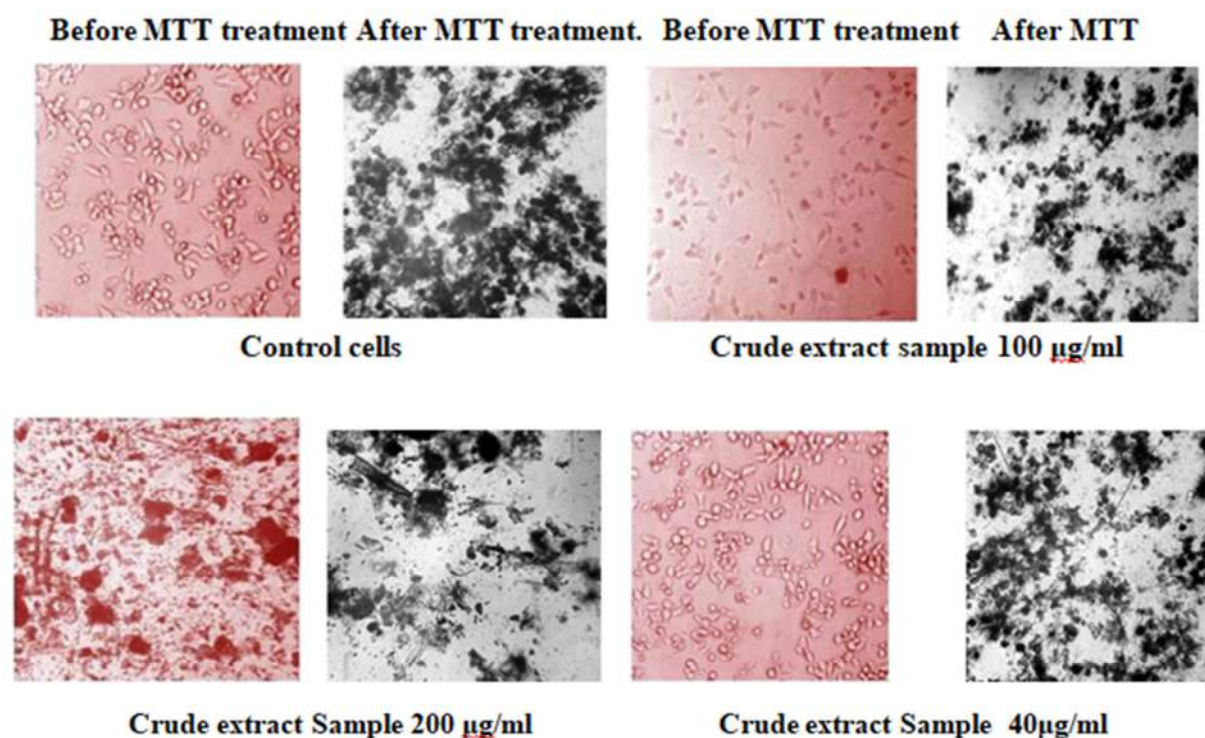 Before MTT treatment After MTT treatment. Before MTT treatment After MTT
Control cells Crude extract sample 100 μg/ml
Crude extract Sample 200 μg/ml Crude extract Sample 40μg/ml